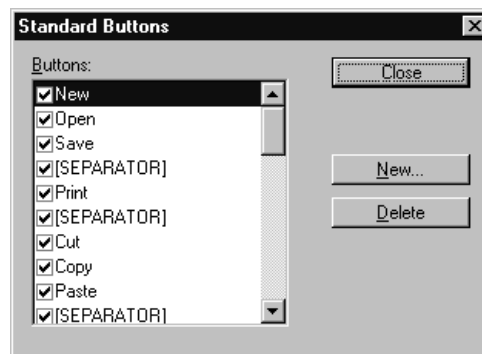 Standard Buttons
Buttons:
New
Open
Save
[SEPARATOR]
Print
[SEPARATOR]
Cut
Copy
Paste
[SEPARATOR]
Close
New...
Delete